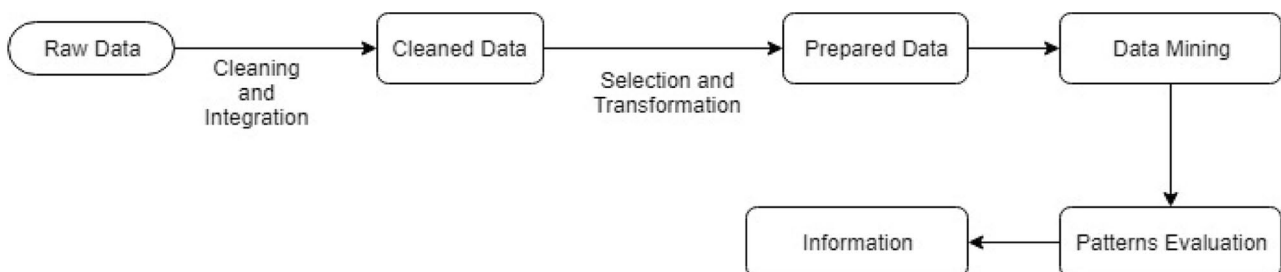 Raw Data
Cleaning
and
Integration
Cleaned Data
Selection and
Transformation
Prepared Data
Data Mining
Patterns Evaluation
Information